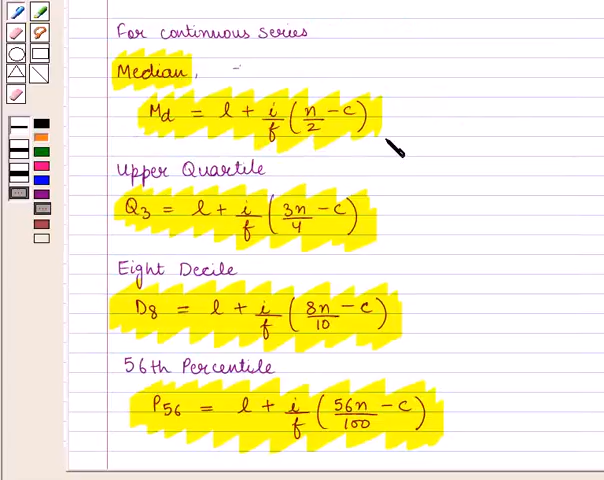 For continuous series
Median,
Md = l + i/f (n/2 - c)
Upper Quartile
Q3 = l + i/f (3n/4 - c)
Eight Decile
D8 = l + i/f (8n/10 - c)
56th Percentile
P56 = l + i/f (56n/100 - c)